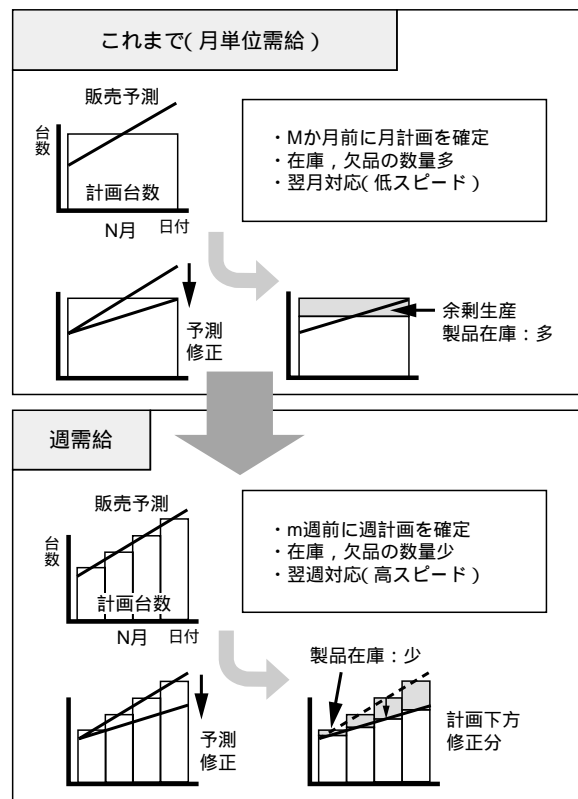 これまで(月単位需給)
販売予測
台数
計画台数
N月
日付
・Mか月前に月計画を確定
・在庫,欠品の数量多
・翌月対応(低スピード)
予測
修正
余剰生産
製品在庫:多
週需給
販売予測
台数
計画台数
N月
日付
・m週前に週計画を確定
・在庫,欠品の数量少
・翌週対応(高スピード)
予測
修正
製品在庫:少
計画下方
修正分